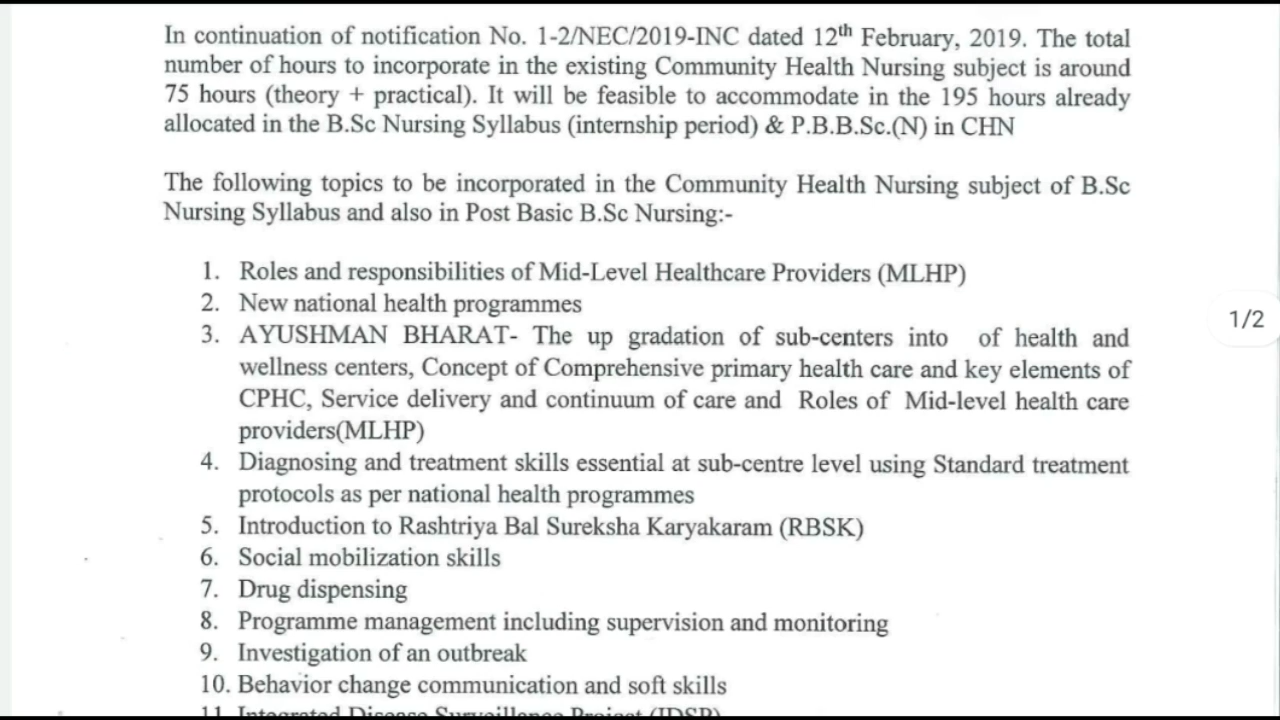 In continuation of notification No. 1-2/NEC/2019-INC dated 12th February, 2019. The total
number of hours to incorporate in the existing Community Health Nursing subject is around
75 hours (theory + practical). It will be feasible to accommodate in the 195 hours already
allocated in the B.Sc Nursing Syllabus (internship period) & P.B.B.Sc.(N) in CHN
The following topics to be incorporated in the Community Health Nursing subject of B.Sc
Nursing Syllabus and also in Post Basic B.Sc Nursing:-
1. Roles and responsibilities of Mid-Level Healthcare Providers (MLHP)
2. New national health programmes
3. AYUSHMAN BHARAT- The up gradation of sub-centers into of health and
1/2
wellness centers, Concept of Comprehensive primary health care and key elements of
CPHC, Service delivery and continuum of care and Roles of Mid-level health care
providers(MLHP)
4. Diagnosing and treatment skills essential at sub-centre level using Standard treatment
protocols as per national health programmes
5. Introduction to Rashtriya Bal Sureksha Karyakaram (RBSK)
6. Social mobilization skills
7. Drug dispensing
8. Programme management including supervision and monitoring
9. Investigation of an outbreak
10. Behavior change communication and soft skills
11. Integrated Disease Surveillance Project (IDSP)